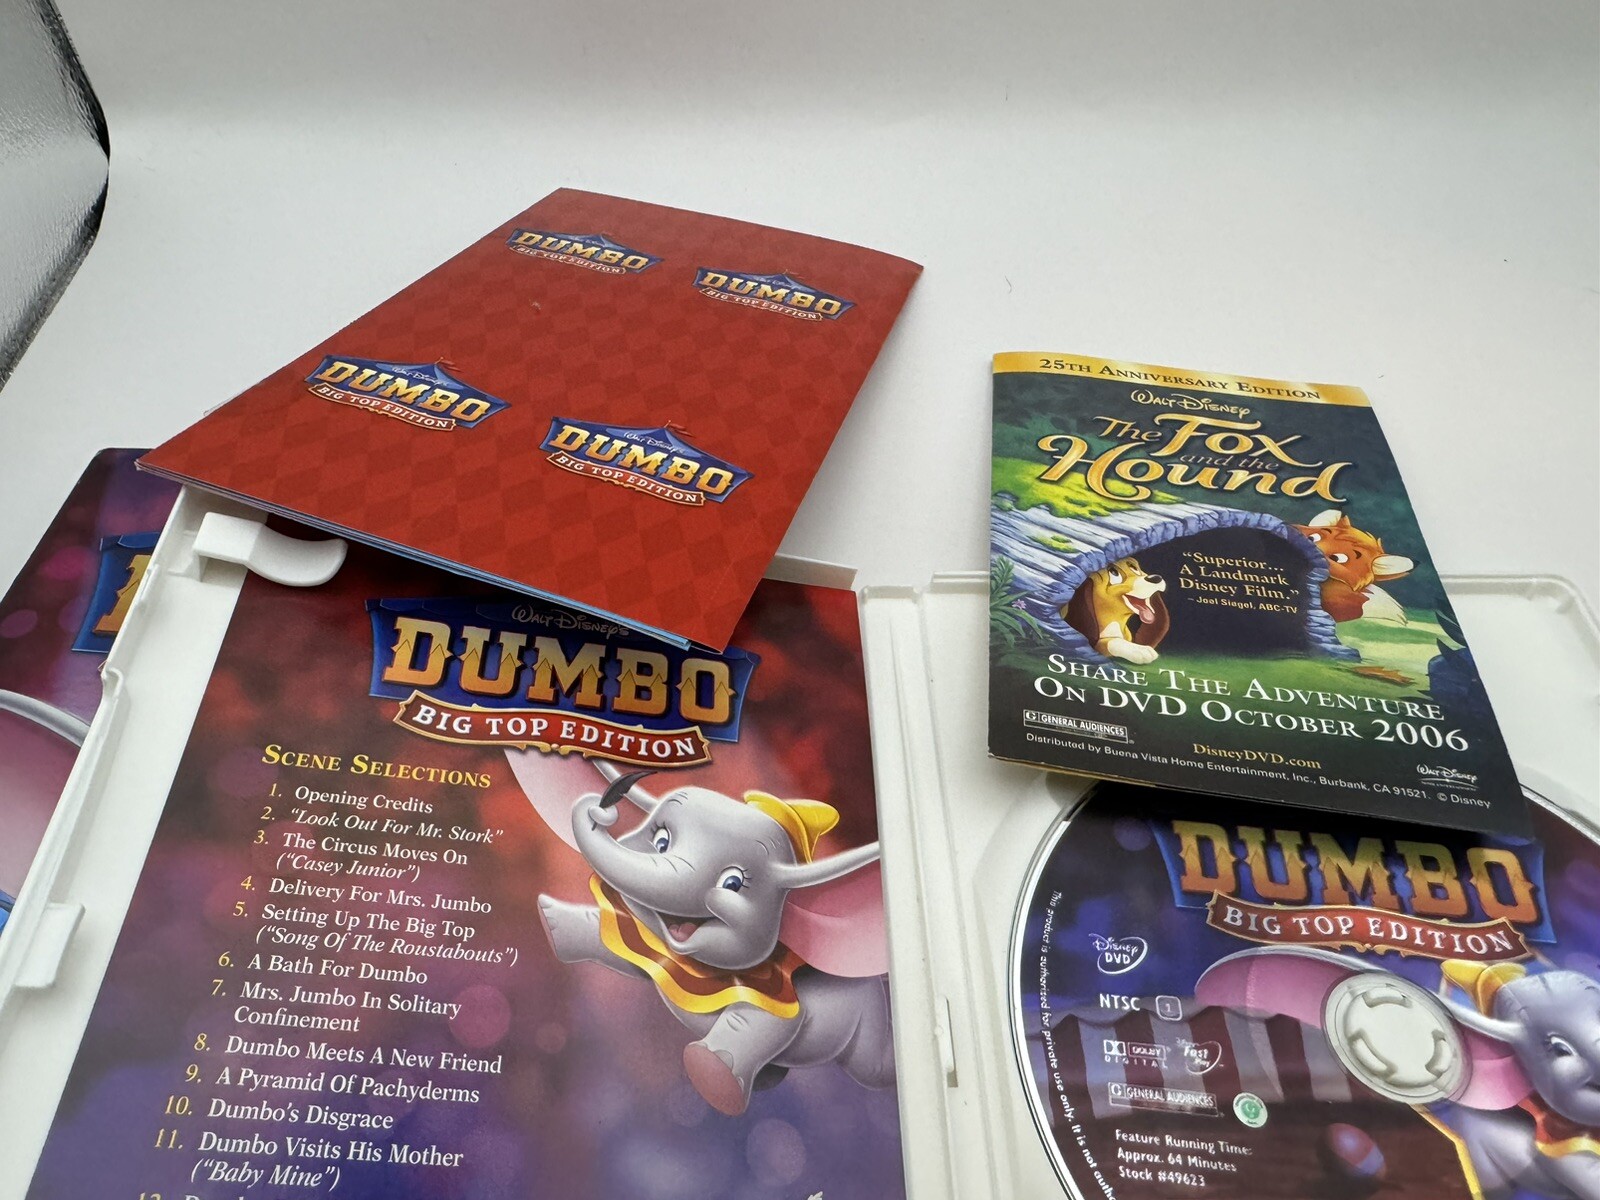 Walt Disney's
DUMBO
BIG TOP EDITION
Walt Disney's
DUMBO
BIG TOP EDITION
Walt Disney's
DUMBO
BIG TOP EDITION
Walt Disney's
DUMBO
BIG TOP EDITION
25TH ANNIVERSARY EDITION
WALT DISNEY
The Fox
and the
Hound
"Superior...
A Landmark
Disney Film."
- Joel Siegel, ABC-TV
SHARE THE ADVENTURE
ON DVD OCTOBER 2006
G GENERAL AUDIENCES
DisneyDVD.com
Distributed by Buena Vista Home Entertainment, Inc., Burbank, CA 91521. © Disney
WALT DISNEY
WALT DISNEY'S
DUMBO
BIG TOP EDITION
SCENE SELECTIONS
1. Opening Credits
2. "Look Out For Mr. Stork"
3. The Circus Moves On
("Casey Junior")
4. Delivery For Mrs. Jumbo
5. Setting Up The Big Top
("Song Of The Roustabouts")
6. A Bath For Dumbo
7. Mrs. Jumbo In Solitary
Confinement
8. Dumbo Meets A New Friend
9. A Pyramid Of Pachyderms
10. Dumbo's Disgrace
11. Dumbo Visits His Mother
("Baby Mine")
12.
DUMBO
BIG TOP EDITION
Disney
DVD
NTSC 1
DOLBY
DIGITAL
Disney's
Fast
Play
G GENERAL AUDIENCES
Feature Running Time:
Approx. 64 Minutes
Stock #49623
This product is authorized for private use only. It is not